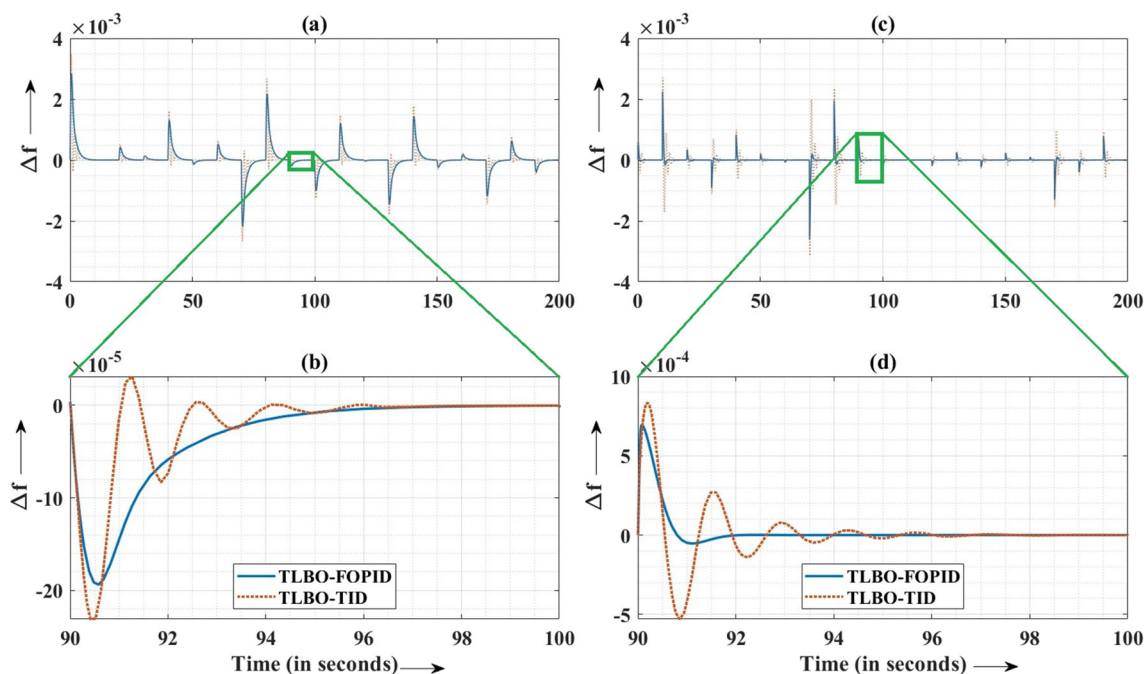 (a)
×10⁻³
4
2
0
-2
-4
Δf
0 50 100 150 200
(c)
×10⁻³
4
2
0
-2
-4
Δf
0 50 100 150 200
(b)
×10⁻⁵
0
-10
-20
Δf
TLBO-FOPID
TLBO-TID
90 92 94 96 98 100
Time (in seconds)
(d)
×10⁻⁴
10
5
0
-5
Δf
TLBO-FOPID
TLBO-TID
90 92 94 96 98 100
Time (in seconds)